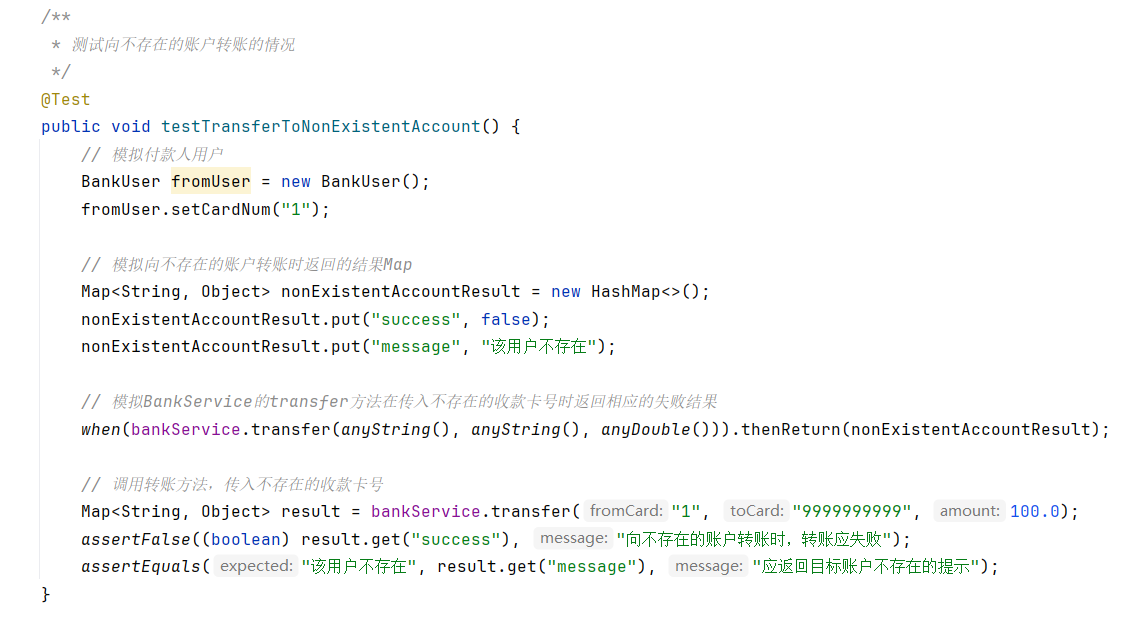 /**
 * 测试向不存在的账户转账的情况
 */
@Test
public void testTransferToNonExistentAccount() {
    // 模拟付款人用户
    BankUser fromUser = new BankUser();
    fromUser.setCardNum("1");

    // 模拟向不存在的账户转账时返回的结果Map
    Map<String, Object> nonExistentAccountResult = new HashMap<>();
    nonExistentAccountResult.put("success", false);
    nonExistentAccountResult.put("message", "该用户不存在");

    // 模拟BankService的transfer方法在传入不存在的收款卡号时返回相应的失败结果
    when(bankService.transfer(anyString(), anyString(), anyDouble())).thenReturn(nonExistentAccountResult);

    // 调用转账方法，传入不存在的收款卡号
    Map<String, Object> result = bankService.transfer( fromCard: "1", toCard: "9999999999", amount: 100.0);
    assertFalse((boolean) result.get("success"), message: "向不存在的账户转账时，转账应失败");
    assertEquals( expected: "该用户不存在", result.get("message"), message: "应返回目标账户不存在的提示");
}